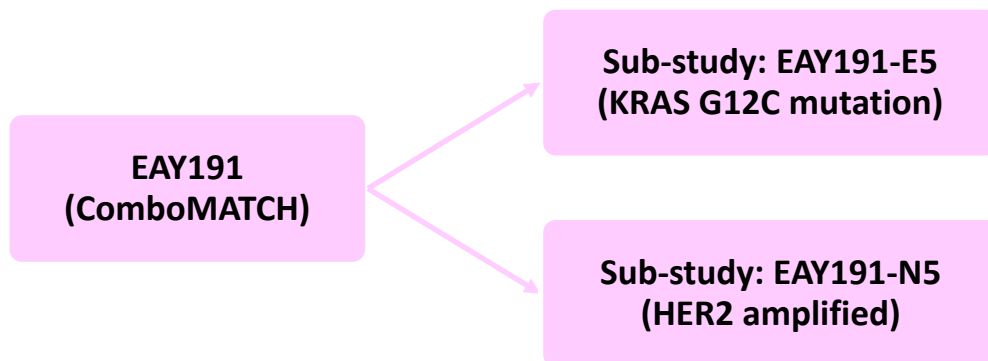 EAY191
(ComboMATCH)
Sub-study: EAY191-E5
(KRAS G12C mutation)
Sub-study: EAY191-N5
(HER2 amplified)